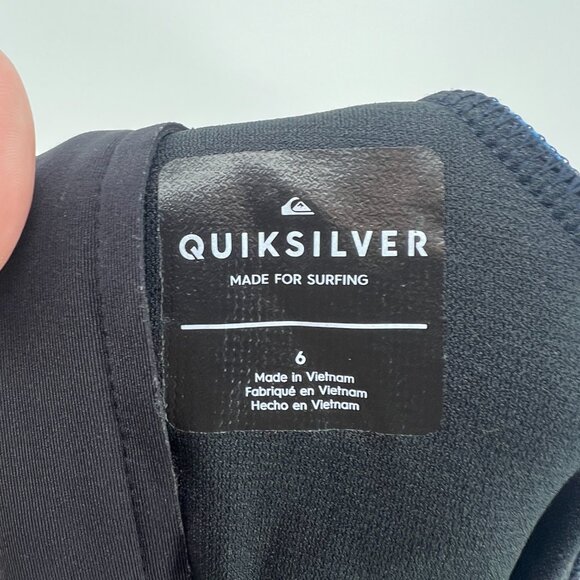 QUIKSILVER
MADE FOR SURFING
6
Made in Vietnam
Fabriqué en Vietnam
Hecho en Vietnam